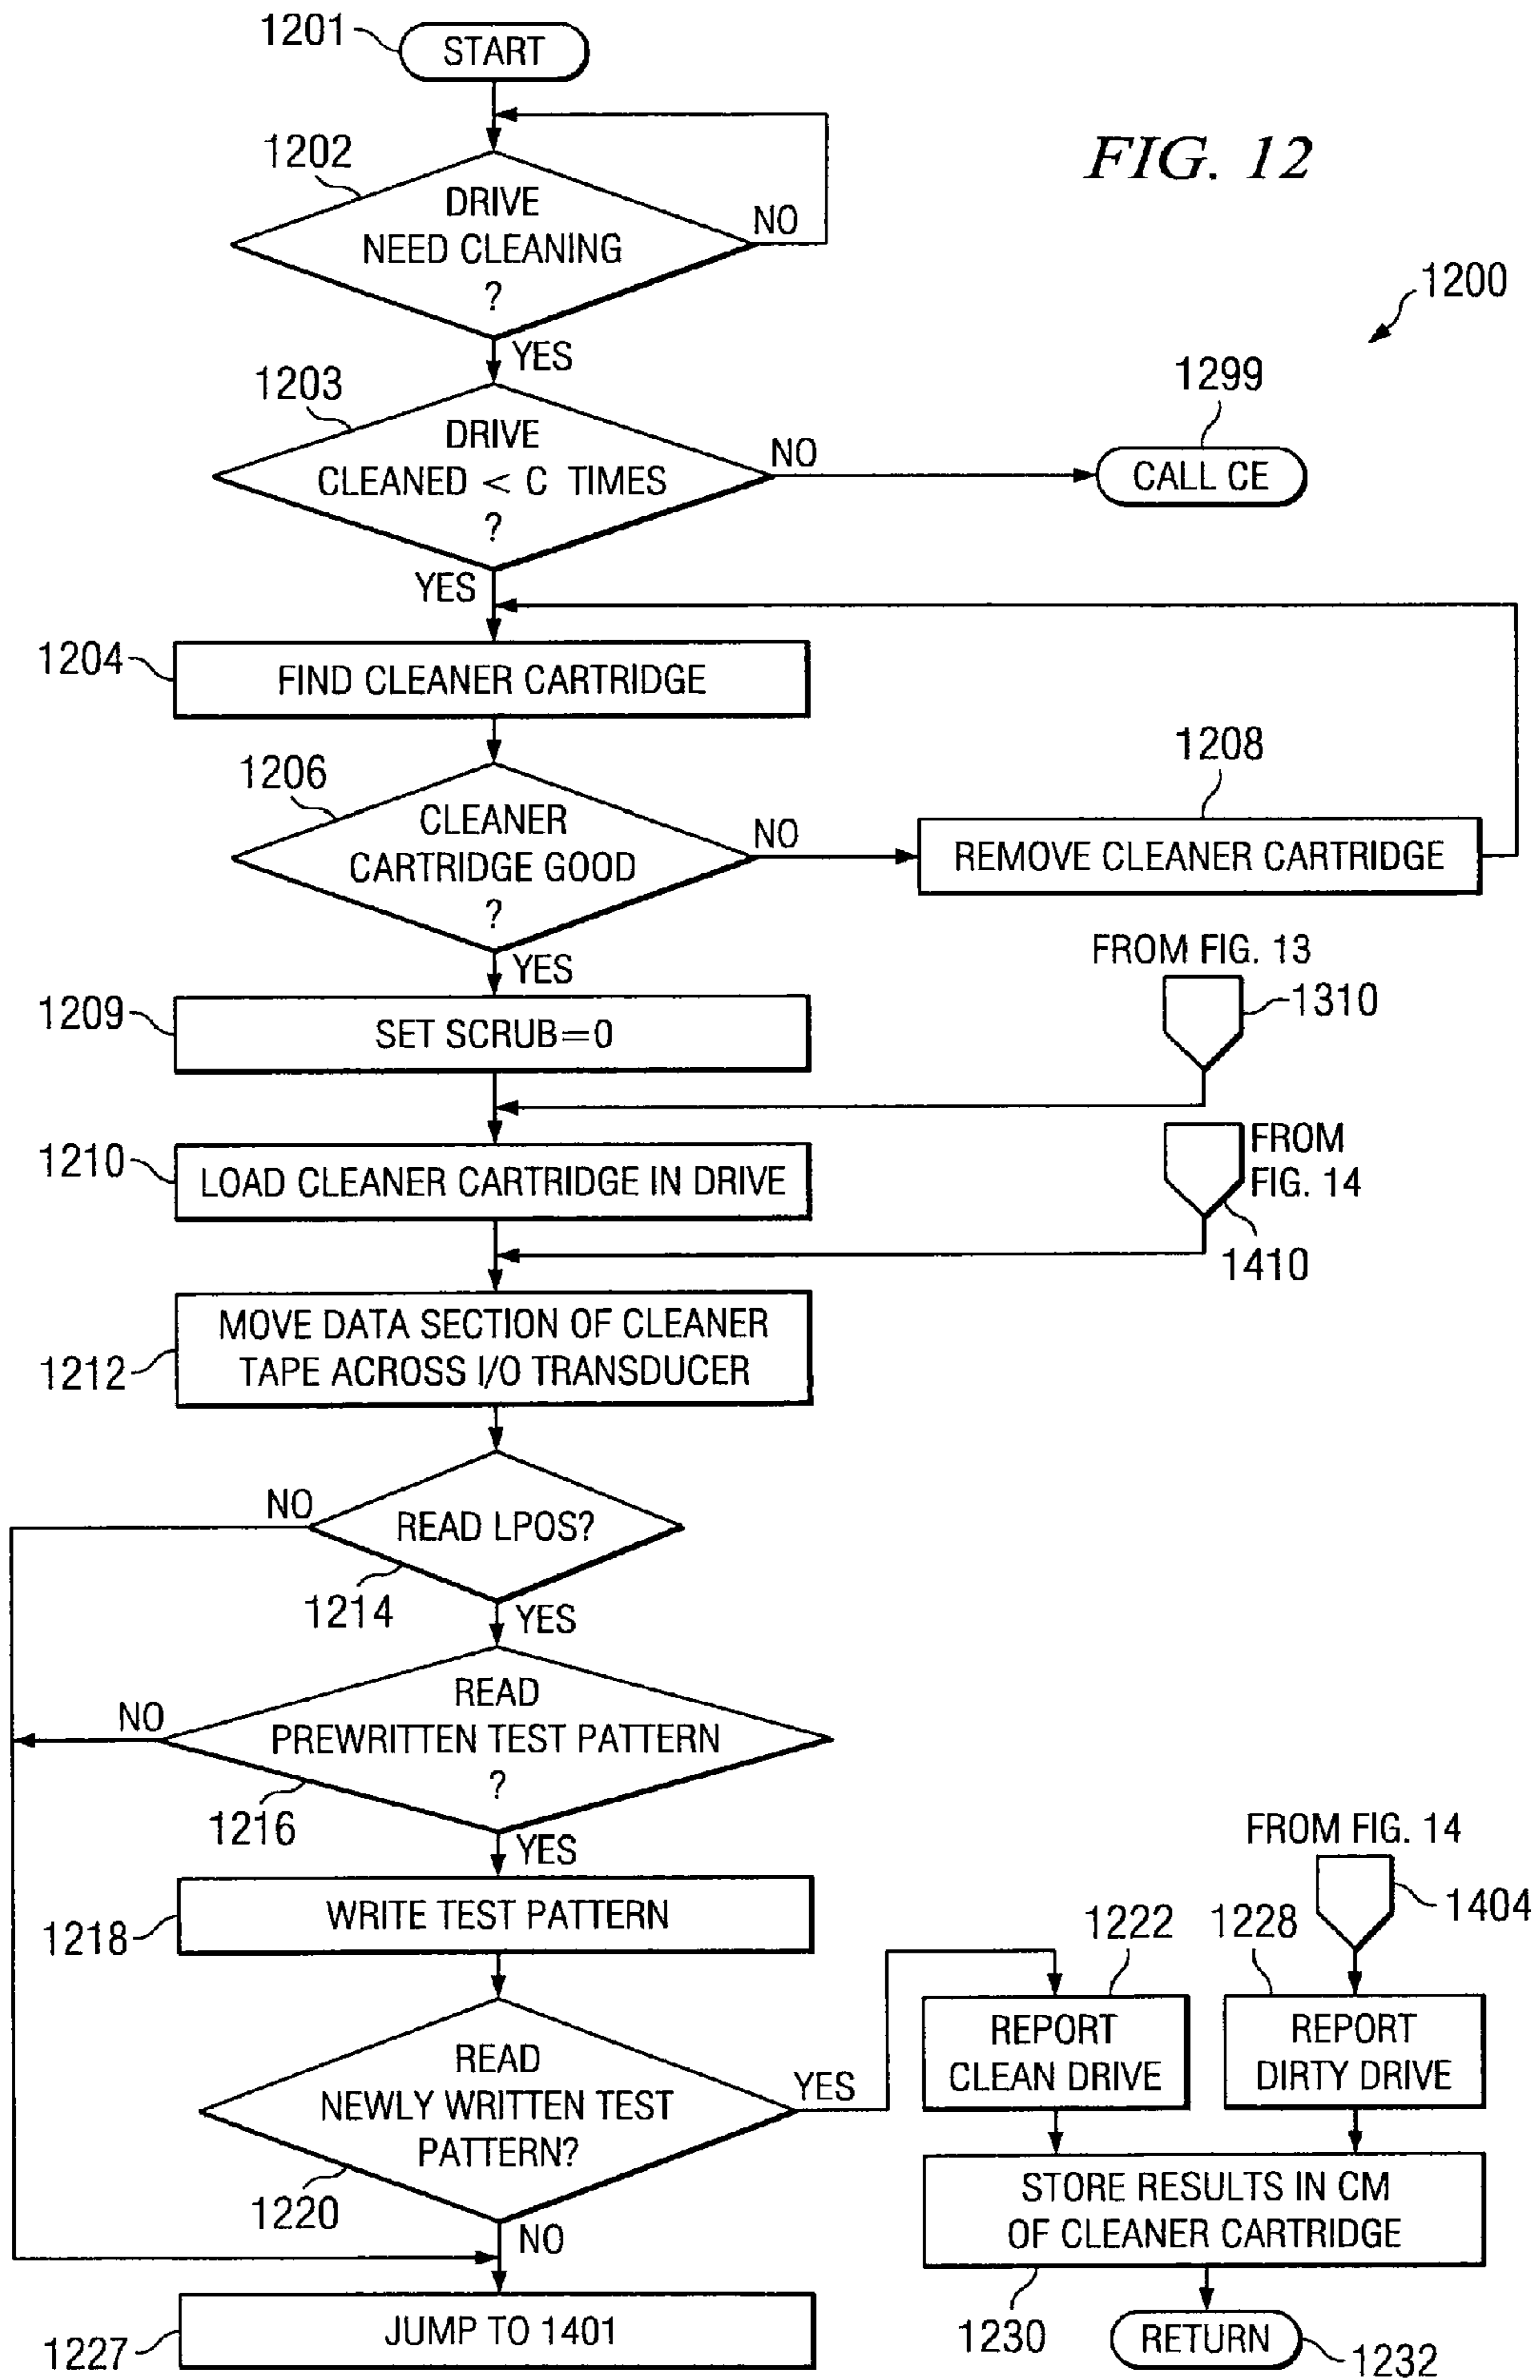 1201
START
FIG. 12
1202
DRIVE
NEED CLEANING
?
NO
1200
YES
1203
DRIVE
CLEANED < C TIMES
?
NO
1299
CALL CE
YES
1204
FIND CLEANER CARTRIDGE
1206
CLEANER
CARTRIDGE GOOD
?
NO
1208
REMOVE CLEANER CARTRIDGE
YES
FROM FIG. 13
1310
1209
SET SCRUB=0
1210
LOAD CLEANER CARTRIDGE IN DRIVE
FROM
FIG. 14
1410
1212
MOVE DATA SECTION OF CLEANER
TAPE ACROSS I/O TRANSDUCER
NO
READ LPOS?
1214
YES
NO
READ
PREWRITTEN TEST PATTERN
?
1216
YES
1218
WRITE TEST PATTERN
READ
NEWLY WRITTEN TEST
PATTERN?
1220
YES
NO
1222
REPORT
CLEAN DRIVE
FROM FIG. 14
1404
1228
REPORT
DIRTY DRIVE
STORE RESULTS IN CM
OF CLEANER CARTRIDGE
1230
RETURN
1232
1227
JUMP TO 1401